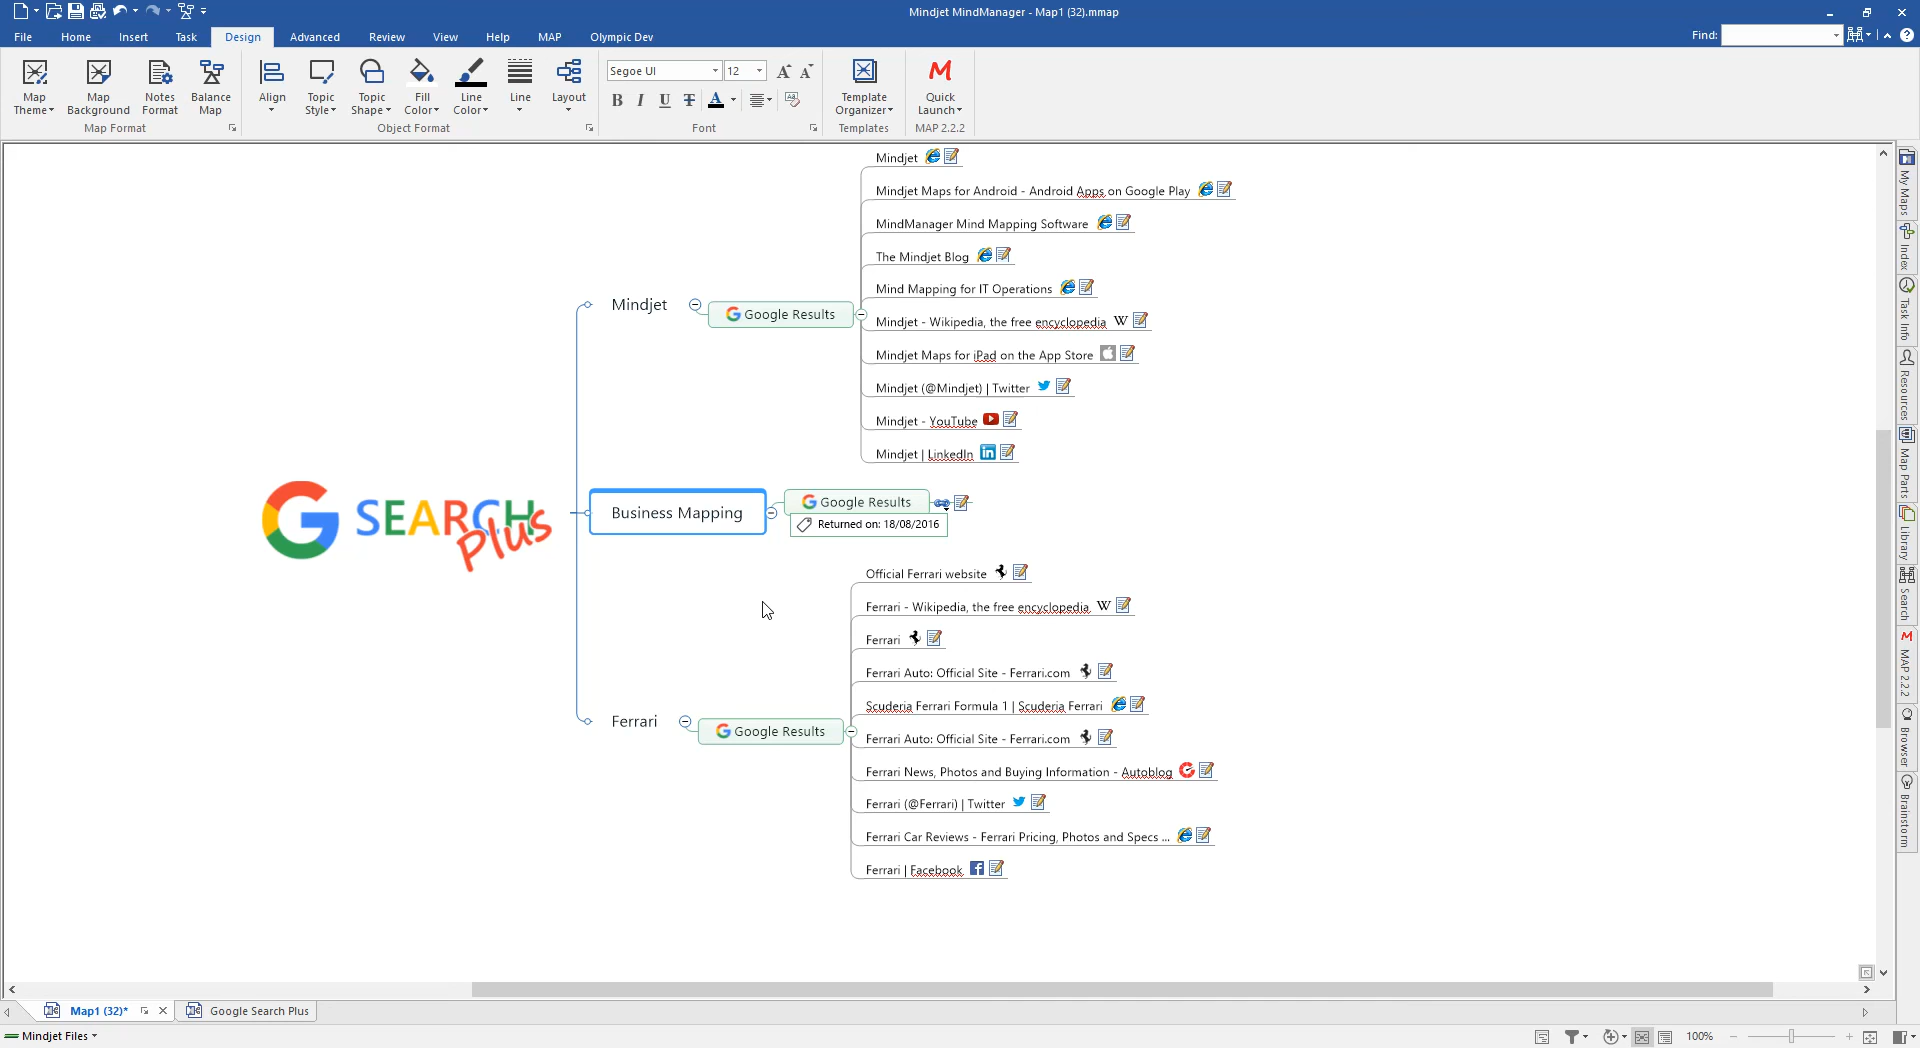 Mindjet MindManager - Map1 (32).mmap
File Home Insert Task Design Advanced Review View Help MAP Olympic Dev
Find:
Map Theme
Map Background
Notes Format
Balance Map
Align
Topic Style
Topic Shape
Fill Color
Line Color
Line
Layout
Segoe UI 12
B I U T A
Template Organizer
Quick Launch
Map Format
Object Format
Font
Templates
MAP 2.2.2
Mindjet
Mindjet Maps for Android - Android Apps on Google Play
MindManager Mind Mapping Software
The Mindjet Blog
Mind Mapping for IT Operations
Mindjet - Wikipedia, the free encyclopedia W
Mindjet Maps for iPad on the App Store
Mindjet (@Mindjet) | Twitter
Mindjet - YouTube
Mindjet | LinkedIn in
Mindjet
Google Results
G SEARCH Plus
Business Mapping
Google Results
Returned on: 18/08/2016
Official Ferrari website
Ferrari - Wikipedia, the free encyclopedia W
Ferrari
Ferrari Auto: Official Site - Ferrari.com
Scuderia Ferrari Formula 1 | Scuderia Ferrari
Ferrari Auto: Official Site - Ferrari.com
Ferrari News, Photos and Buying Information - Autoblog
Ferrari (@Ferrari) | Twitter
Ferrari Car Reviews - Ferrari Pricing, Photos and Specs ...
Ferrari | Facebook
Ferrari
Google Results
My Maps
Index
Task Info
Resources
Map Parts
Library
Search
MAP 2.2.2
Browser
Brainstorm
Map1 (32)*
Google Search Plus
Mindjet Files
100%